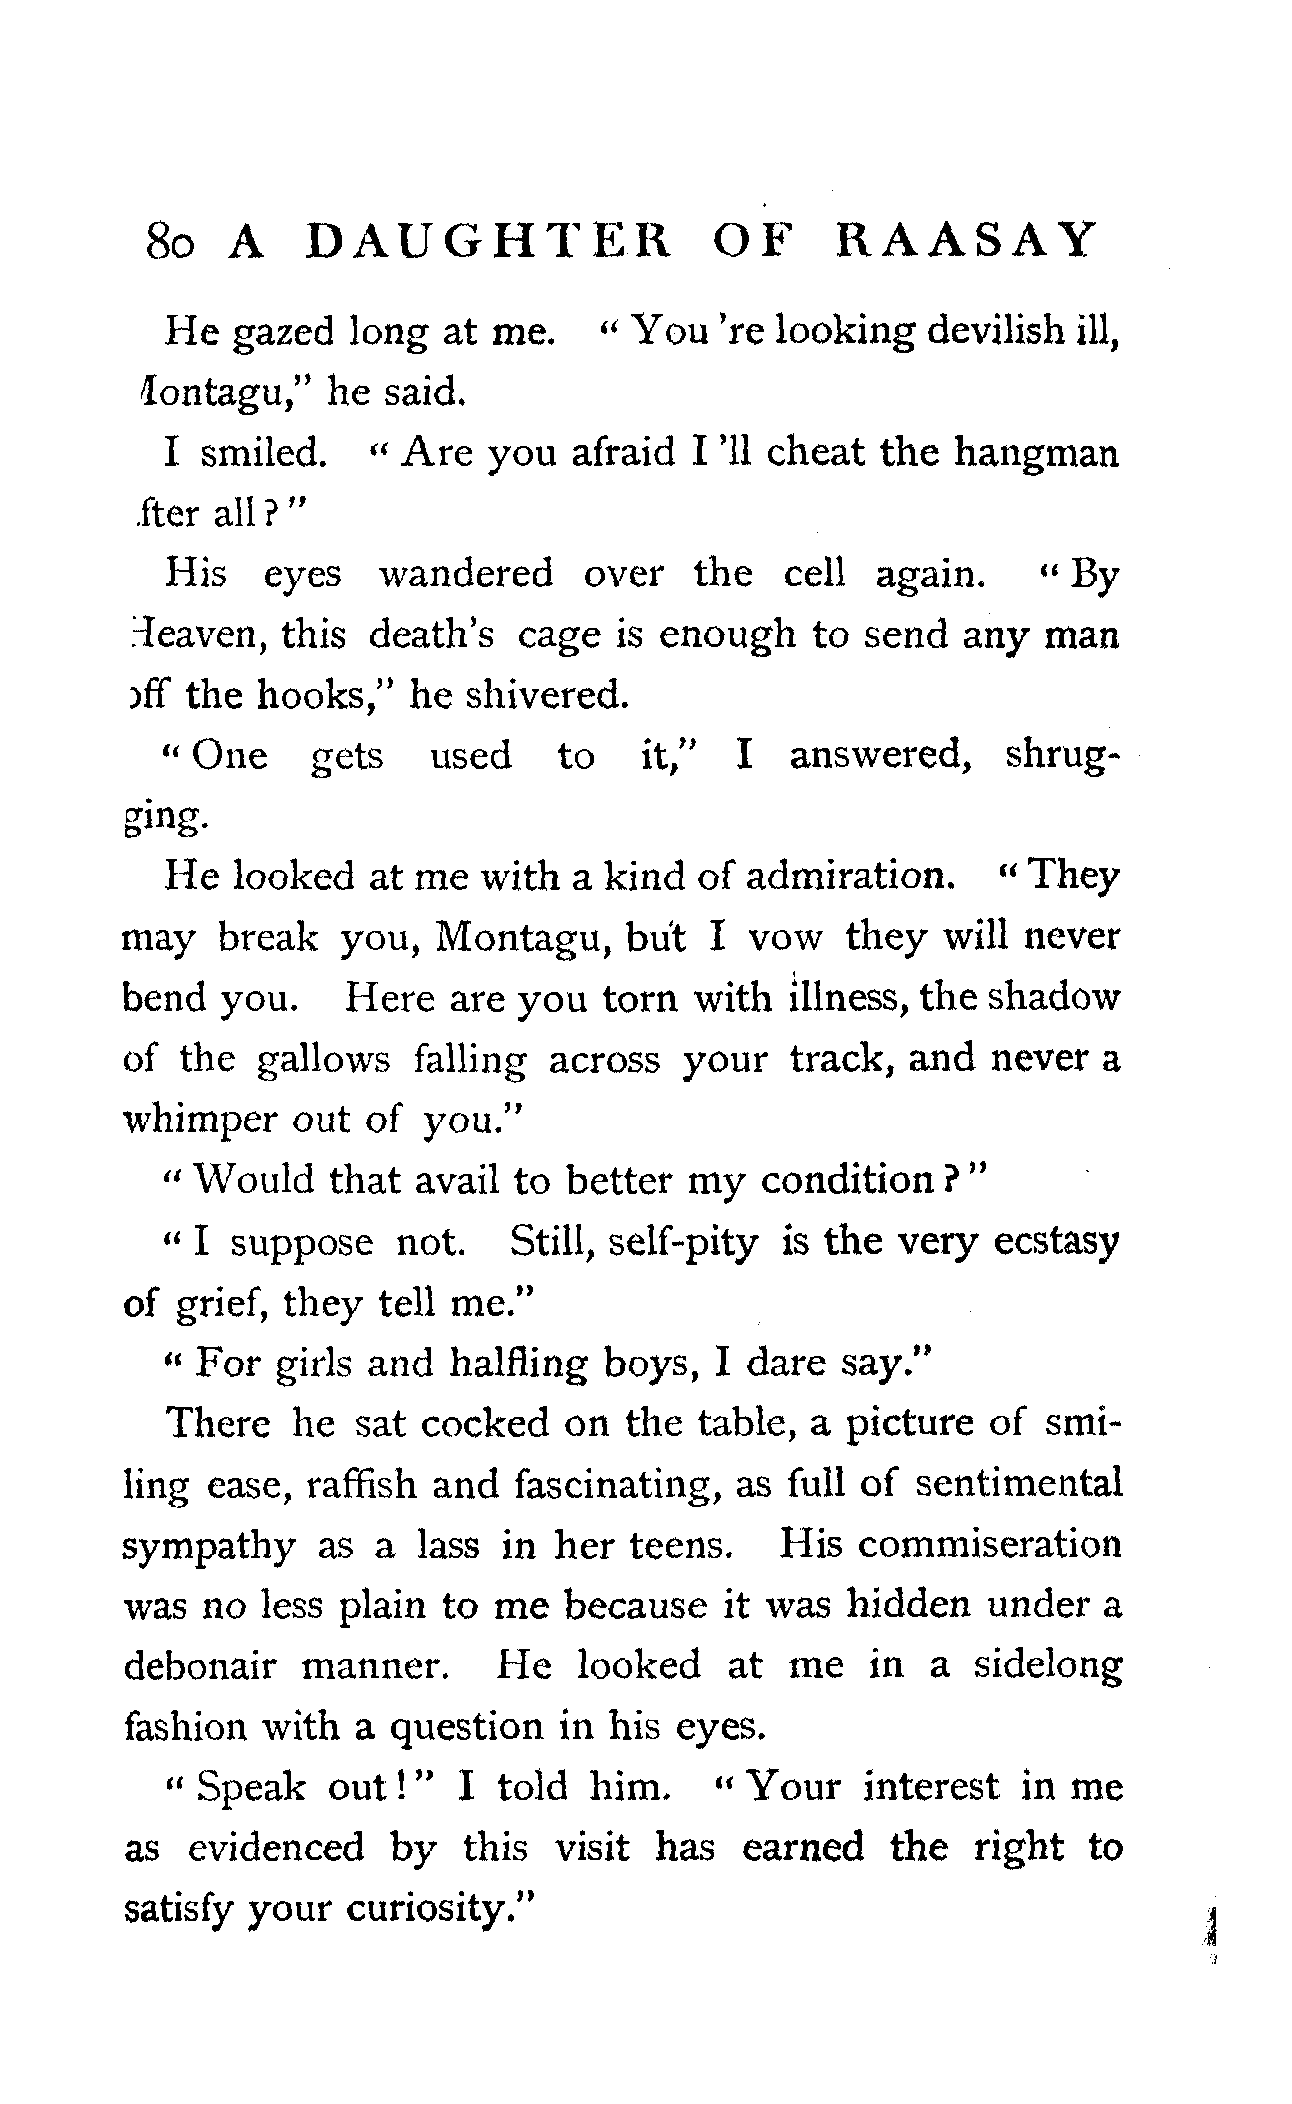 80 A DAUGHTER OF RAASAY
He gazed long at me. " You 're looking devilish ill,
Montagu," he said.
I smiled. " Are you afraid I 'll cheat the hangman
after all ? "
His eyes wandered over the cell again. " By
Heaven, this death's cage is enough to send any man
off the hooks," he shivered.
" One gets used to it," I answered, shrug-
ging.
He looked at me with a kind of admiration. " They
may break you, Montagu, but I vow they will never
bend you. Here are you torn with illness, the shadow
of the gallows falling across your track, and never a
whimper out of you."
" Would that avail to better my condition ? "
" I suppose not. Still, self-pity is the very ecstasy
of grief, they tell me."
" For girls and halfling boys, I dare say."
There he sat cocked on the table, a picture of smi-
ling ease, raffish and fascinating, as full of sentimental
sympathy as a lass in her teens. His commiseration
was no less plain to me because it was hidden under a
debonair manner. He looked at me in a sidelong
fashion with a question in his eyes.
" Speak out ! " I told him. " Your interest in me
as evidenced by this visit has earned the right to
satisfy your curiosity."